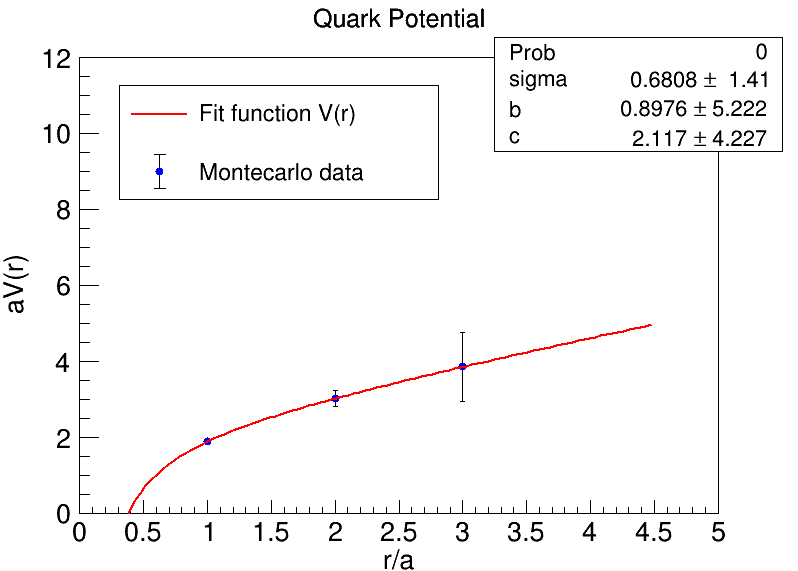 Quark Potential
Prob 0
sigma 0.6808 ± 1.41
b 0.8976 ± 5.222
c 2.117 ± 4.227
Fit function V(r)
Montecarlo data
aV(r)
12
10
8
6
4
2
0
0 0.5 1 1.5 2 2.5 3 3.5 4 4.5 5
r/a